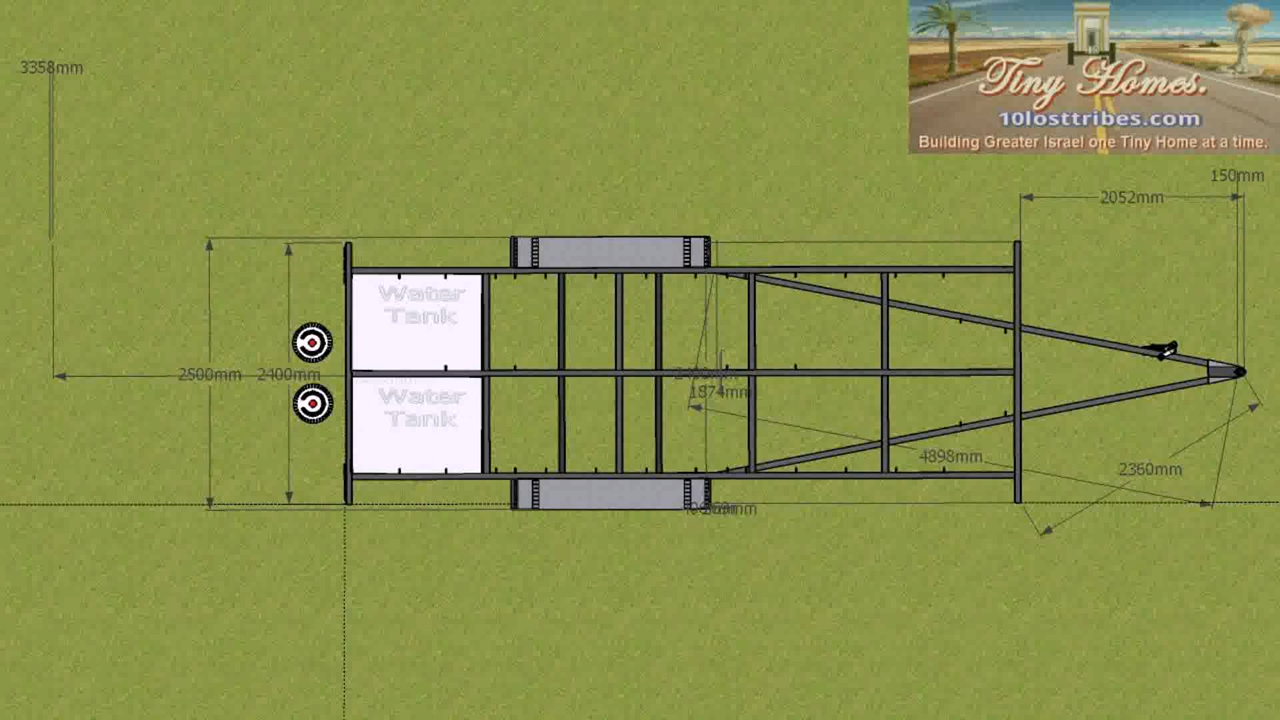 3358mm
Tiny Homes.
10losttribes.com
Building Greater Israel one Tiny Home at a time.
150mm
2052mm
Water
Tank
2500mm
2400mm
1874mm
Water
Tank
4898mm
2360mm